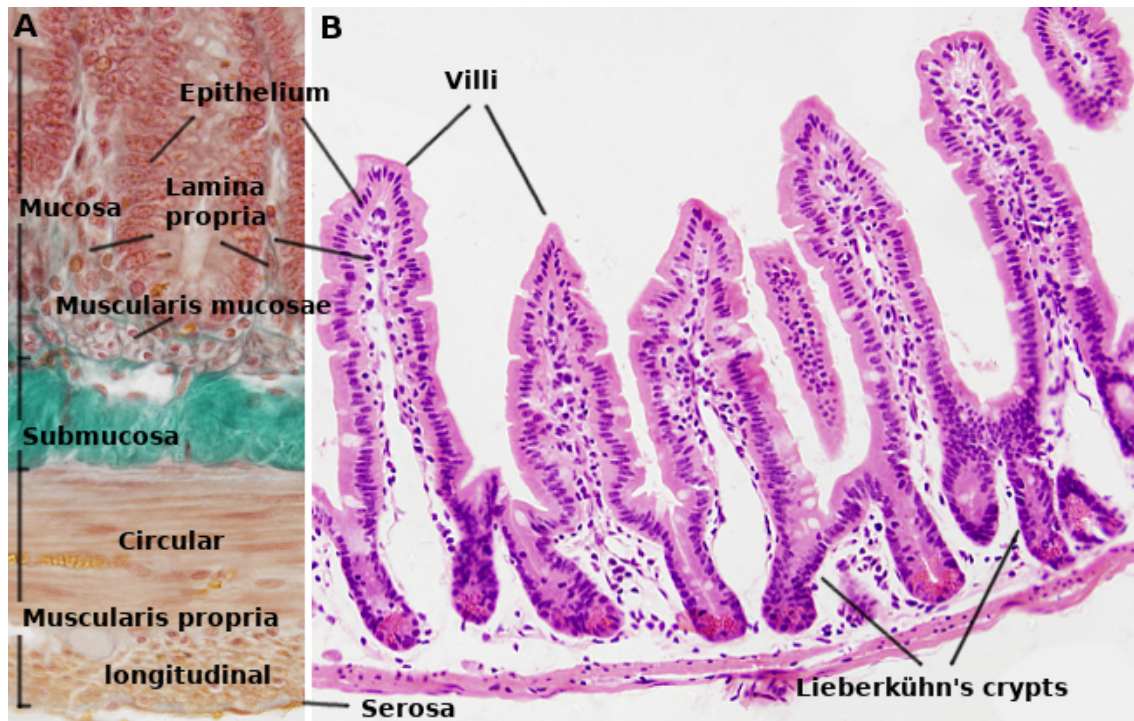 A
B
Villi
Epithelium
Lamina
propria
Mucosa
Muscularis mucosae
Submucosa
Circular
Muscularis propria
longitudinal
Lieberkühn's crypts
Serosa